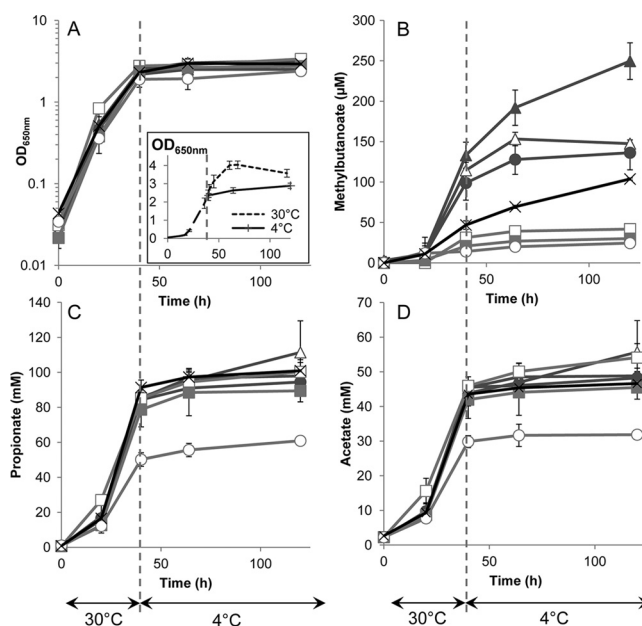 A
OD650nm
10
1
0.1
0.01
0 50 100
Time (h)
OD650nm
4
3
2
1
0
0 50 100
30°C
4°C
B
Methylbutanoate (µM)
300
250
200
150
100
50
0
0 50 100
Time (h)
C
Propionate (mM)
140
120
100
80
60
40
20
0
0 50 100
Time (h)
D
Acetate (mM)
70
60
50
40
30
20
10
0
0 50 100
Time (h)
30°C 4°C
30°C 4°C